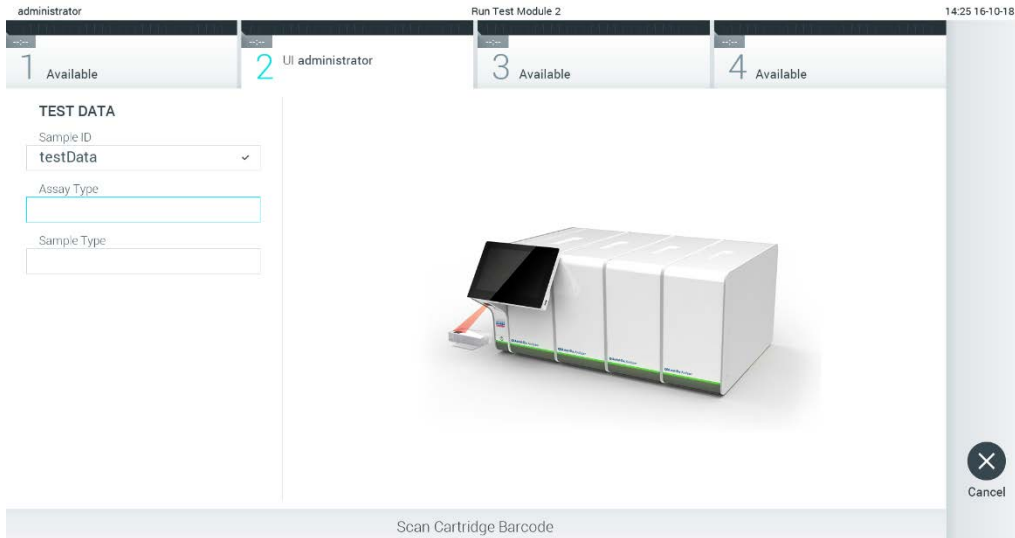 administrator
Run Test Module 2
14:25 16-10-18
--:--
--:--
--:--
--:--
1 Available
2 UI administrator
3 Available
4 Available
TEST DATA
Sample ID
testData
Assay Type
Sample Type
Cancel
Scan Cartridge Barcode